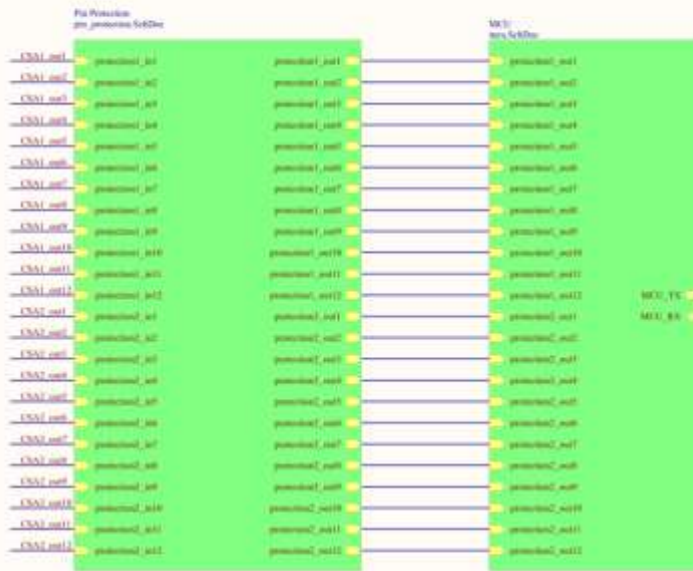 Pin Protection
pin_protection.SchDoc
MCU
mcu.SchDoc
CSA1_out1 protection1_in1 protection1_out1 protection1_out1
CSA1_out2 protection1_in2 protection1_out2 protection1_out2
CSA1_out3 protection1_in3 protection1_out3 protection1_out3
CSA1_out4 protection1_in4 protection1_out4 protection1_out4
CSA1_out5 protection1_in5 protection1_out5 protection1_out5
CSA1_out6 protection1_in6 protection1_out6 protection1_out6
CSA1_out7 protection1_in7 protection1_out7 protection1_out7
CSA1_out8 protection1_in8 protection1_out8 protection1_out8
CSA1_out9 protection1_in9 protection1_out9 protection1_out9
CSA1_out10 protection1_in10 protection1_out10 protection1_out10
CSA1_out11 protection1_in11 protection1_out11 protection1_out11
CSA1_out12 protection1_in12 protection1_out12 protection1_out12 MCU_TX
CSA2_out1 protection2_in1 protection2_out1 protection2_out1 MCU_RX
CSA2_out2 protection2_in2 protection2_out2 protection2_out2
CSA2_out3 protection2_in3 protection2_out3 protection2_out3
CSA2_out4 protection2_in4 protection2_out4 protection2_out4
CSA2_out5 protection2_in5 protection2_out5 protection2_out5
CSA2_out6 protection2_in6 protection2_out6 protection2_out6
CSA2_out7 protection2_in7 protection2_out7 protection2_out7
CSA2_out8 protection2_in8 protection2_out8 protection2_out8
CSA2_out9 protection2_in9 protection2_out9 protection2_out9
CSA2_out10 protection2_in10 protection2_out10 protection2_out10
CSA2_out11 protection2_in11 protection2_out11 protection2_out11
CSA2_out12 protection2_in12 protection2_out12 protection2_out12